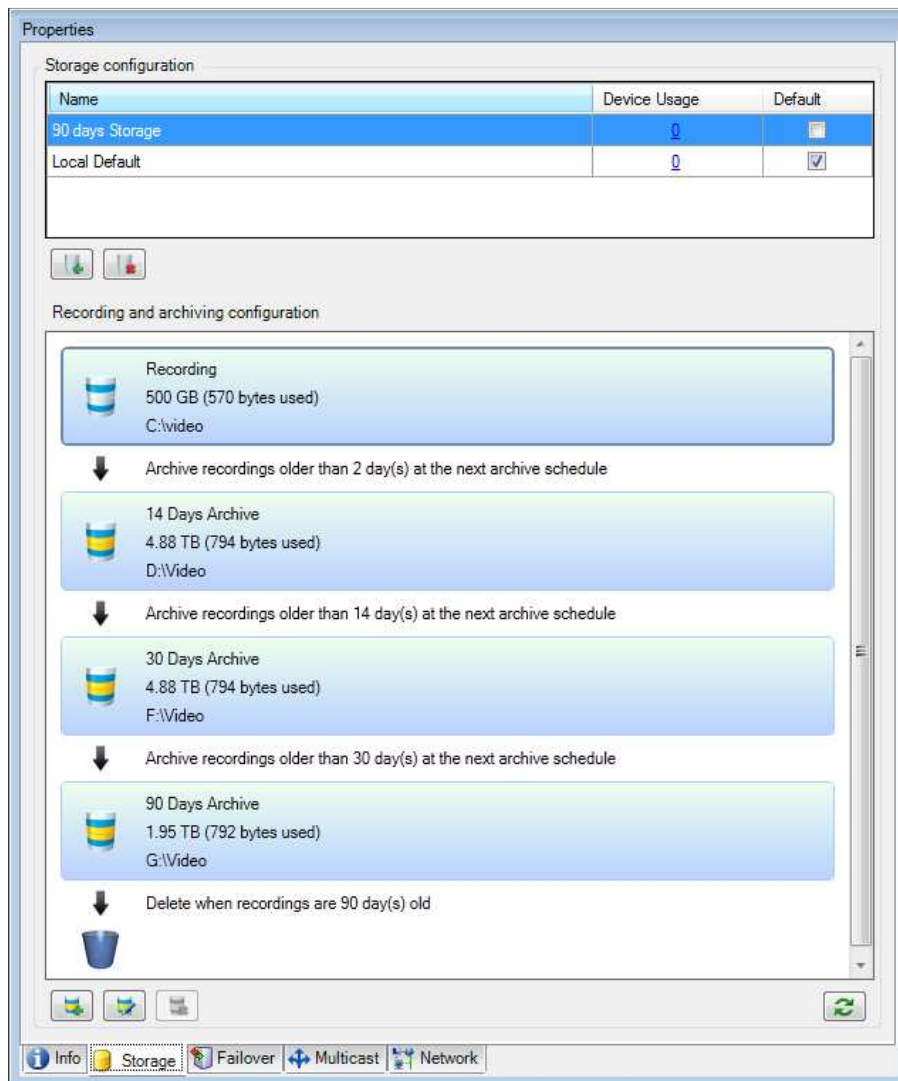 Properties
Storage configuration
Name Device Usage Default
90 days Storage 0
Local Default 0
Recording and archiving configuration
Recording
500 GB (570 bytes used)
C:\video
Archive recordings older than 2 day(s) at the next archive schedule
14 Days Archive
4.88 TB (794 bytes used)
D:\Video
Archive recordings older than 14 day(s) at the next archive schedule
30 Days Archive
4.88 TB (794 bytes used)
F:\Video
Archive recordings older than 30 day(s) at the next archive schedule
90 Days Archive
1.95 TB (792 bytes used)
G:\Video
Delete when recordings are 90 day(s) old
Info Storage Failover Multicast Network